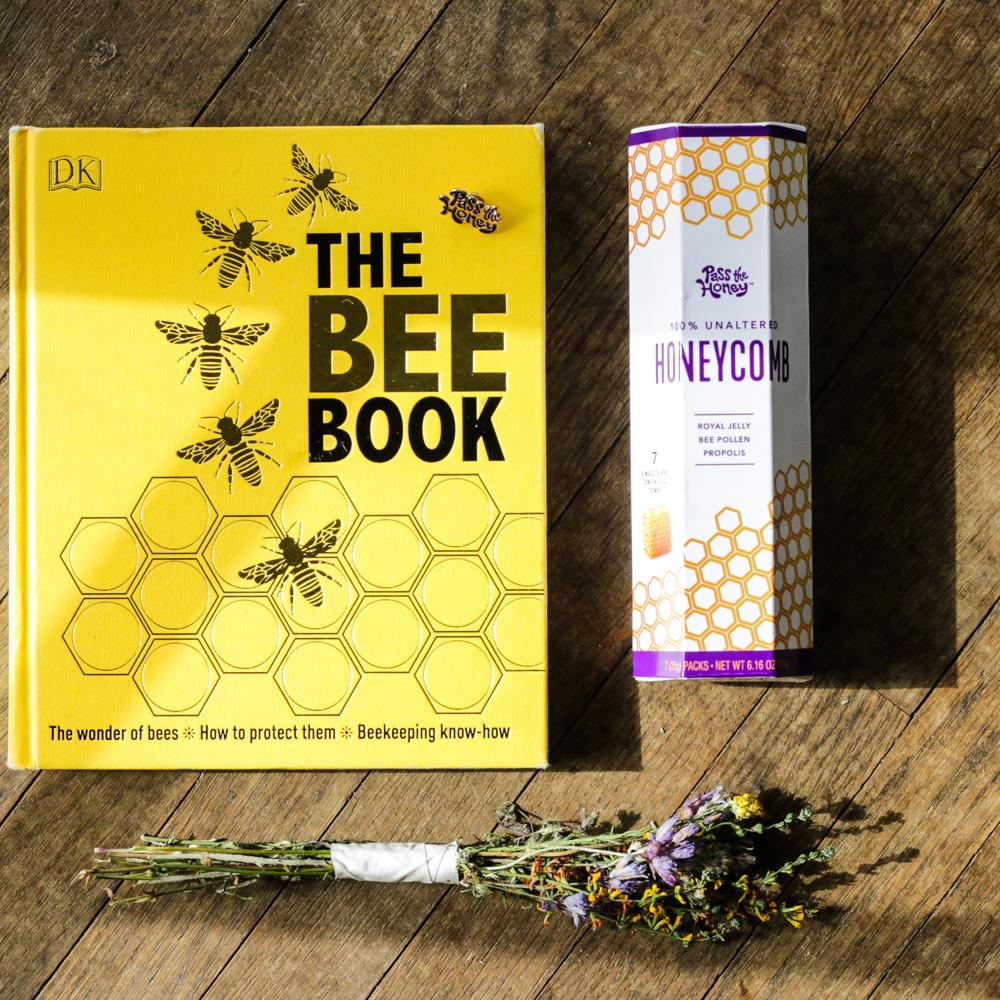 DK
Pass the
Honey
THE
BEE
BOOK
The wonder of bees ☼ How to protect them ☼ Beekeeping know-how
Pass the
Honey™
100% UNALTERED
HONEYCOMB
ROYAL JELLY
BEE POLLEN
PROPOLIS
7
7 (25g) PACKS • NET WT 6.16 OZ